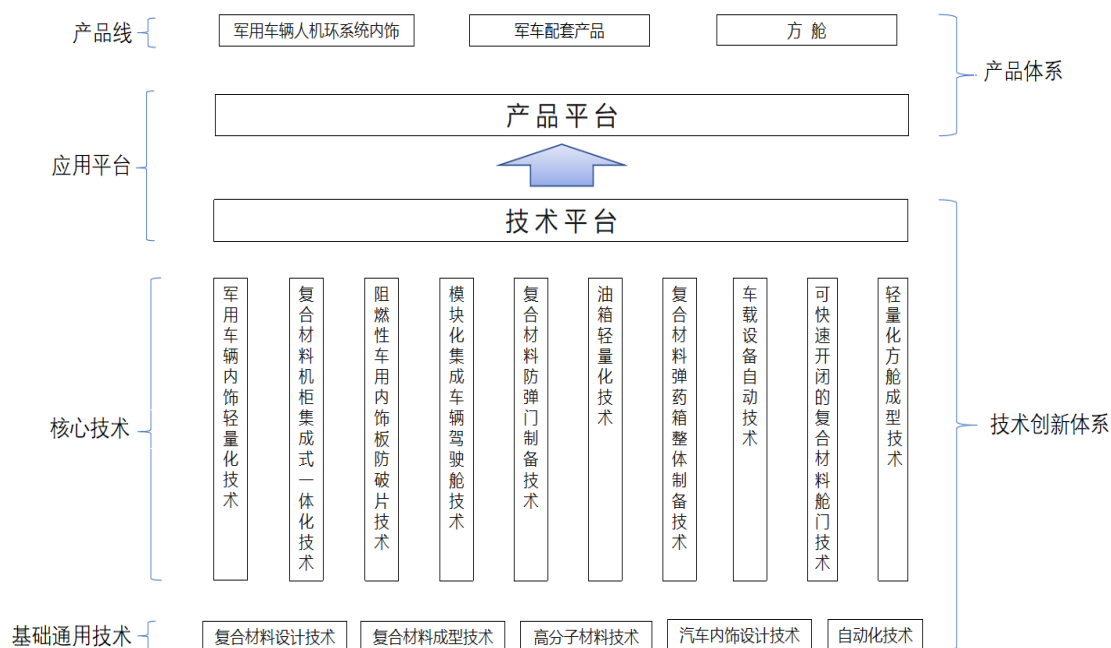 产品线
军用车辆人机环系统内饰
军车配套产品
方 舱
产品体系
产品平台
应用平台
技术平台
核心技术
军用车辆内饰轻量化技术
复合材料机柜集成式一体化技术
阻燃性车用内饰板防破片技术
模块化集成车辆驾驶舱技术
复合材料防弹门制备技术
油箱轻量化技术
复合材料弹药箱整体制备技术
车载设备自动技术
可快速开闭的复合材料舱门技术
轻量化方舱成型技术
技术创新体系
基础通用技术
复合材料设计技术
复合材料成型技术
高分子材料技术
汽车内饰设计技术
自动化技术